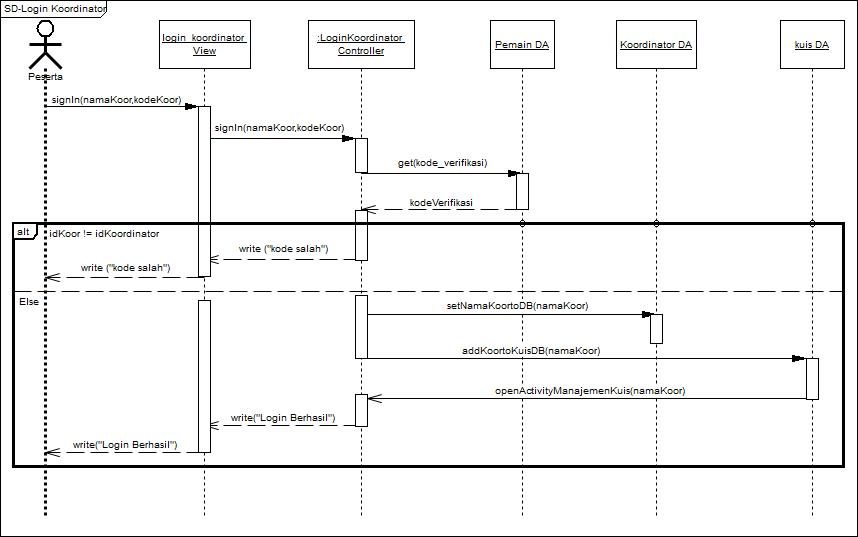 SD-Login Koordinator
Peserta
login_koordinator
View
:LoginKoordinator
Controller
Pemain DA
Koordinator DA
kuis DA
signIn(namaKoor,kodeKoor)
signIn(namaKoor,kodeKoor)
get(kode_verifikasi)
kodeVerifikasi
alt
idKoor != idKoordinator
write ("kode salah")
write ("kode salah")
Else
setNamaKoortoDB(namaKoor)
addKoortoKuisDB(namaKoor)
openActivityManajemenKuis(namaKoor)
write("Login Berhasil")
write("Login Berhasil")